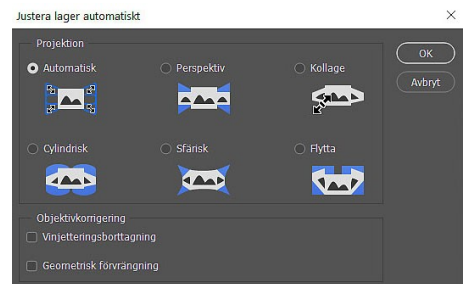 Justera lager automatiskt
Projektion
Automatisk
Perspektiv
Kollage
OK
Avbryt
Cylindrisk
Sfärisk
Flytta
Objektivkorrigering
Vinjetteringsborttagning
Geometrisk förvrängning